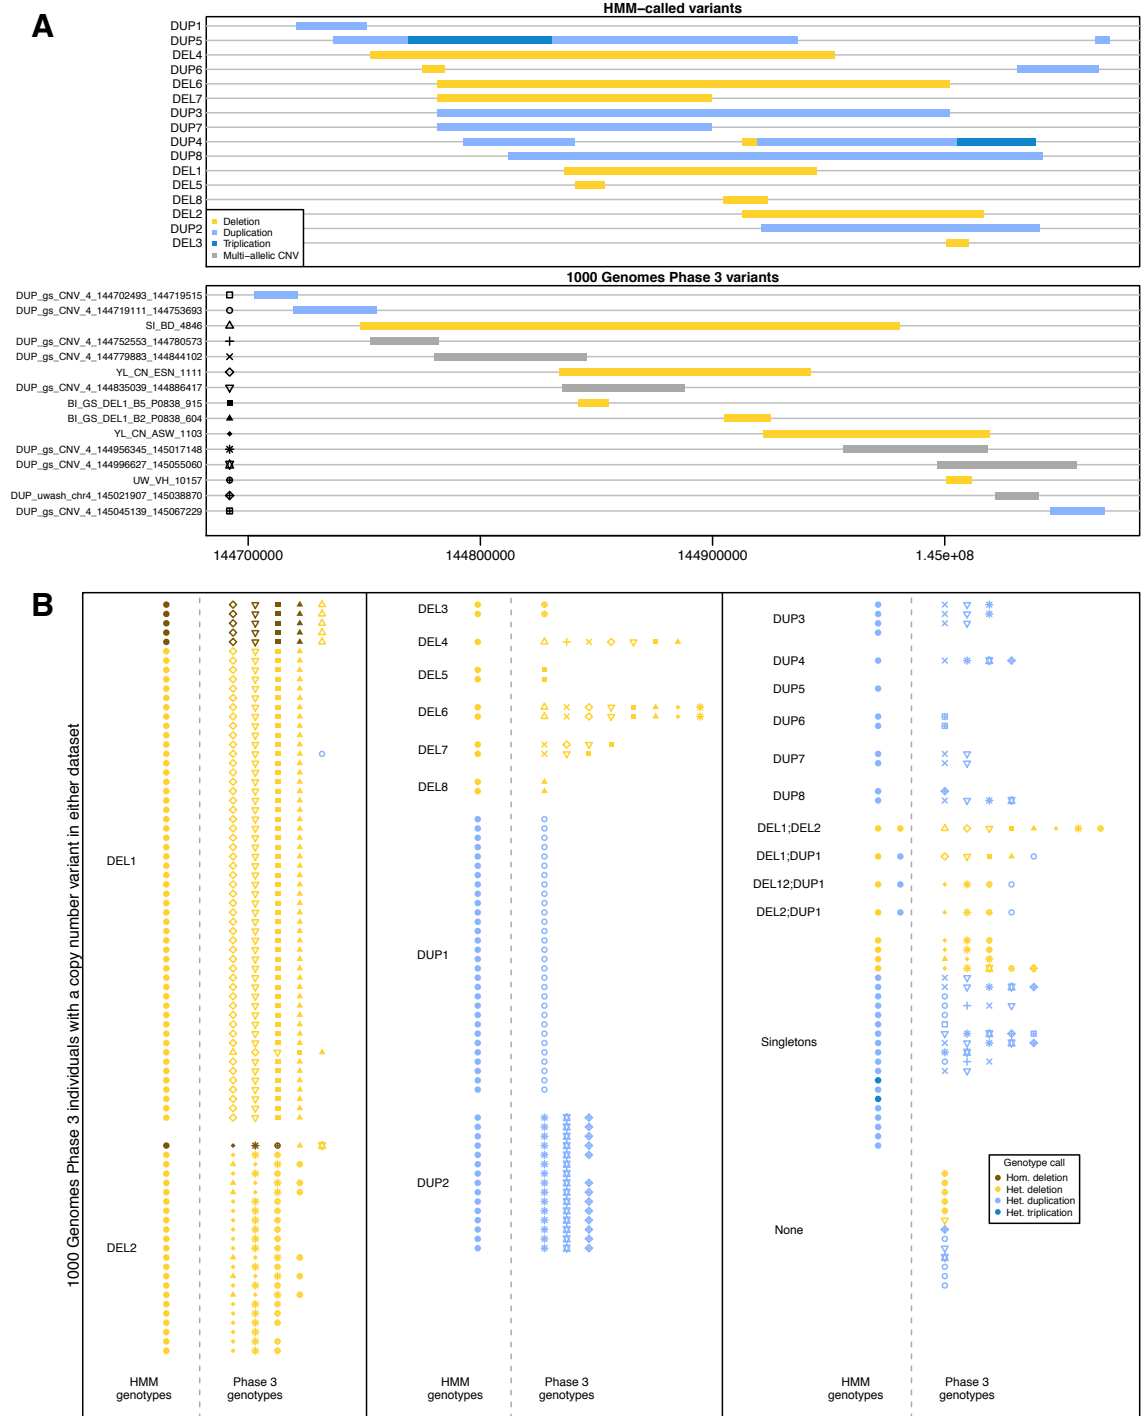 A
HMM−called variants
DUP1
DUP5
DEL4
DUP6
DEL6
DEL7
DUP3
DUP7
DUP4
DUP8
DEL1
DEL5
DEL8
DEL2
DUP2
DEL3
Deletion
Duplication
Triplication
Multi−allelic CNV
1000 Genomes Phase 3 variants
DUP_gs_CNV_4_144702493_144719515
DUP_gs_CNV_4_144719111_144753693
SI_BD_4846
DUP_gs_CNV_4_144752553_144780573
DUP_gs_CNV_4_144779883_144844102
YL_CN_ESN_1111
DUP_gs_CNV_4_144835039_144886417
BI_GS_DEL1_B5_P0838_915
BI_GS_DEL1_B2_P0838_604
YL_CN_ASW_1103
DUP_gs_CNV_4_144956345_145017148
DUP_gs_CNV_4_144996627_145055060
UW_VH_10157
DUP_uwash_chr4_145021907_145038870
DUP_gs_CNV_4_145045139_145067229
144700000
144800000
144900000
1.45e+08
B
1000 Genomes Phase 3 individuals with a copy number variant in either dataset
DEL1
DEL2
HMM
genotypes
Phase 3
genotypes
DEL3
DEL4
DEL5
DEL6
DEL7
DEL8
DUP1
DUP2
HMM
genotypes
Phase 3
genotypes
DUP3
DUP4
DUP5
DUP6
DUP7
DUP8
DEL1;DEL2
DEL1;DUP1
DEL12;DUP1
DEL2;DUP1
Singletons
None
Genotype call
Hom. deletion
Het. deletion
Het. duplication
Het. triplication
HMM
genotypes
Phase 3
genotypes